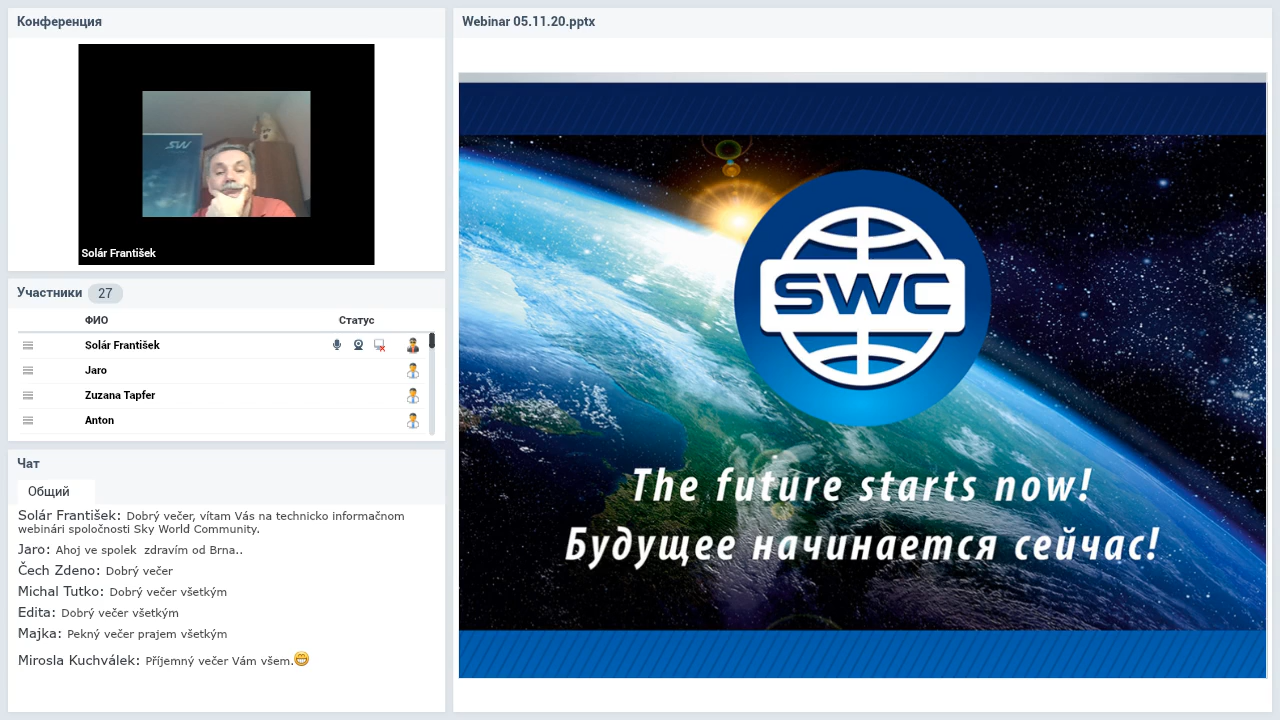 Конференция
Solár František
Участники 27
ФИО Статус
Solár František
Jaro
Zuzana Tapfer
Anton
Чат
Общий
Solár František: Dobrý večer, vítam Vás na technicko informačnom
webinári spoločnosti Sky World Community.
Jaro: Ahoj ve spolek zdravím od Brna..
Čech Zdeno: Dobrý večer
Michal Tutko: Dobrý večer všetkým
Edita: Dobrý večer všetkým
Majka: Pekný večer prajem všetkým
Mirosla Kuchválek: Příjemný večer Vám všem.
Webinar 05.11.20.pptx
SWC
The future starts now!
Будущее начинается сейчас!